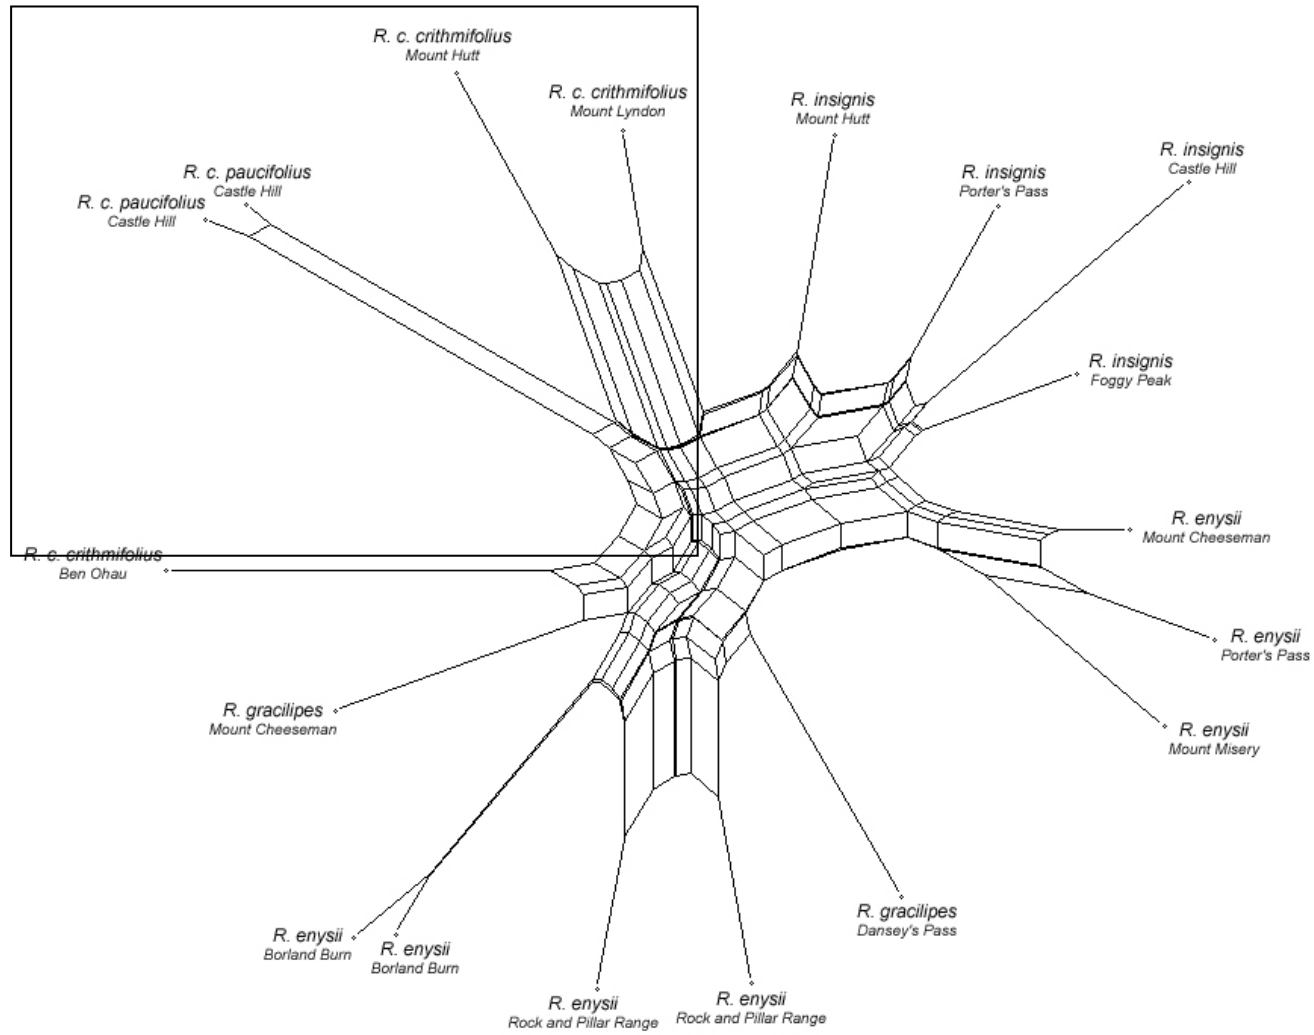 R. c. crithmifolius
Mount Hutt
R. c. crithmifolius
Mount Lyndon
R. insignis
Mount Hutt
R. insignis
Castle Hill
R. c. paucifolius
Castle Hill
R. insignis
Porter's Pass
R. c. paucifolius
Castle Hill
R. insignis
Foggy Peak
R. enysii
Mount Cheeseman
R. c. crithmifolius
Ben Ohau
R. enysii
Porter's Pass
R. gracilipes
Mount Cheeseman
R. enysii
Mount Misery
R. gracilipes
Dansey's Pass
R. enysii
Borland Burn
R. enysii
Borland Burn
R. enysii
Rock and Pillar Range
R. enysii
Rock and Pillar Range